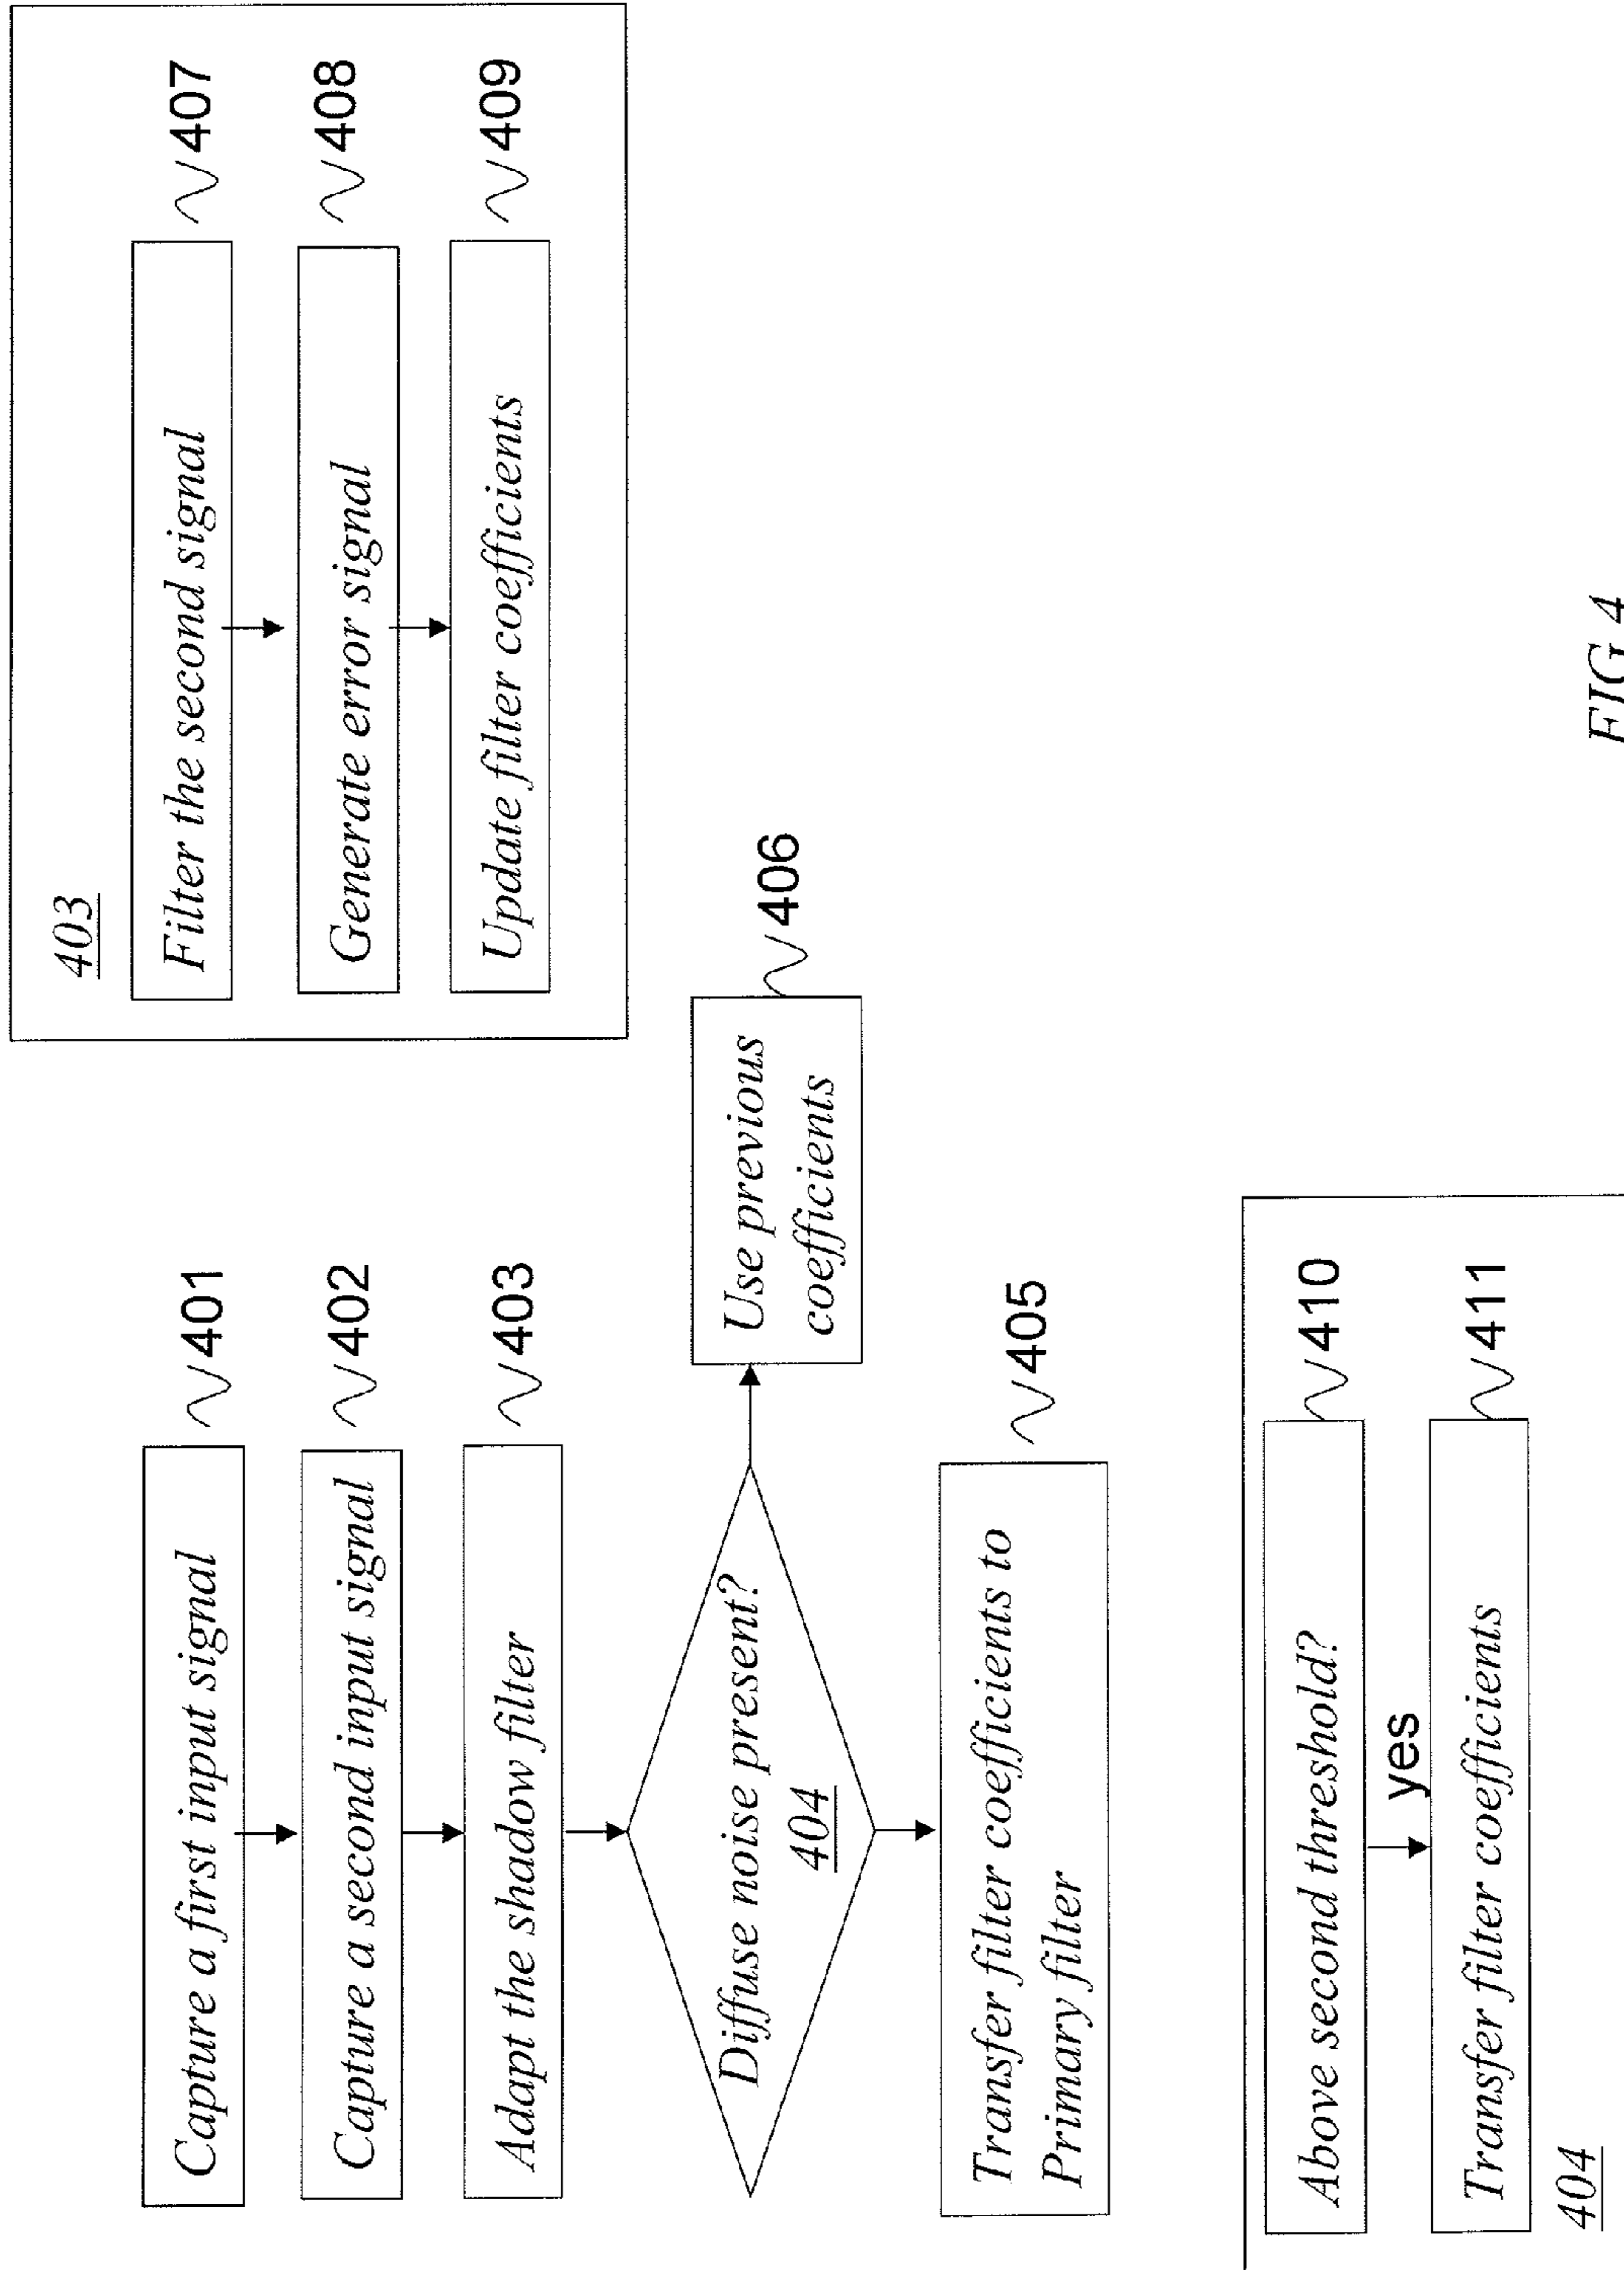 Capture a first input signal
401
Capture a second input signal
402
Adapt the shadow filter
403
Diffuse noise present?
404
Use previous
coefficients
406
Transfer filter coefficients to
Primary filter
405
403
Filter the second signal
407
Generate error signal
408
Update filter coefficients
409
Above second threshold?
410
yes
Transfer filter coefficients
411
404
FIG 4